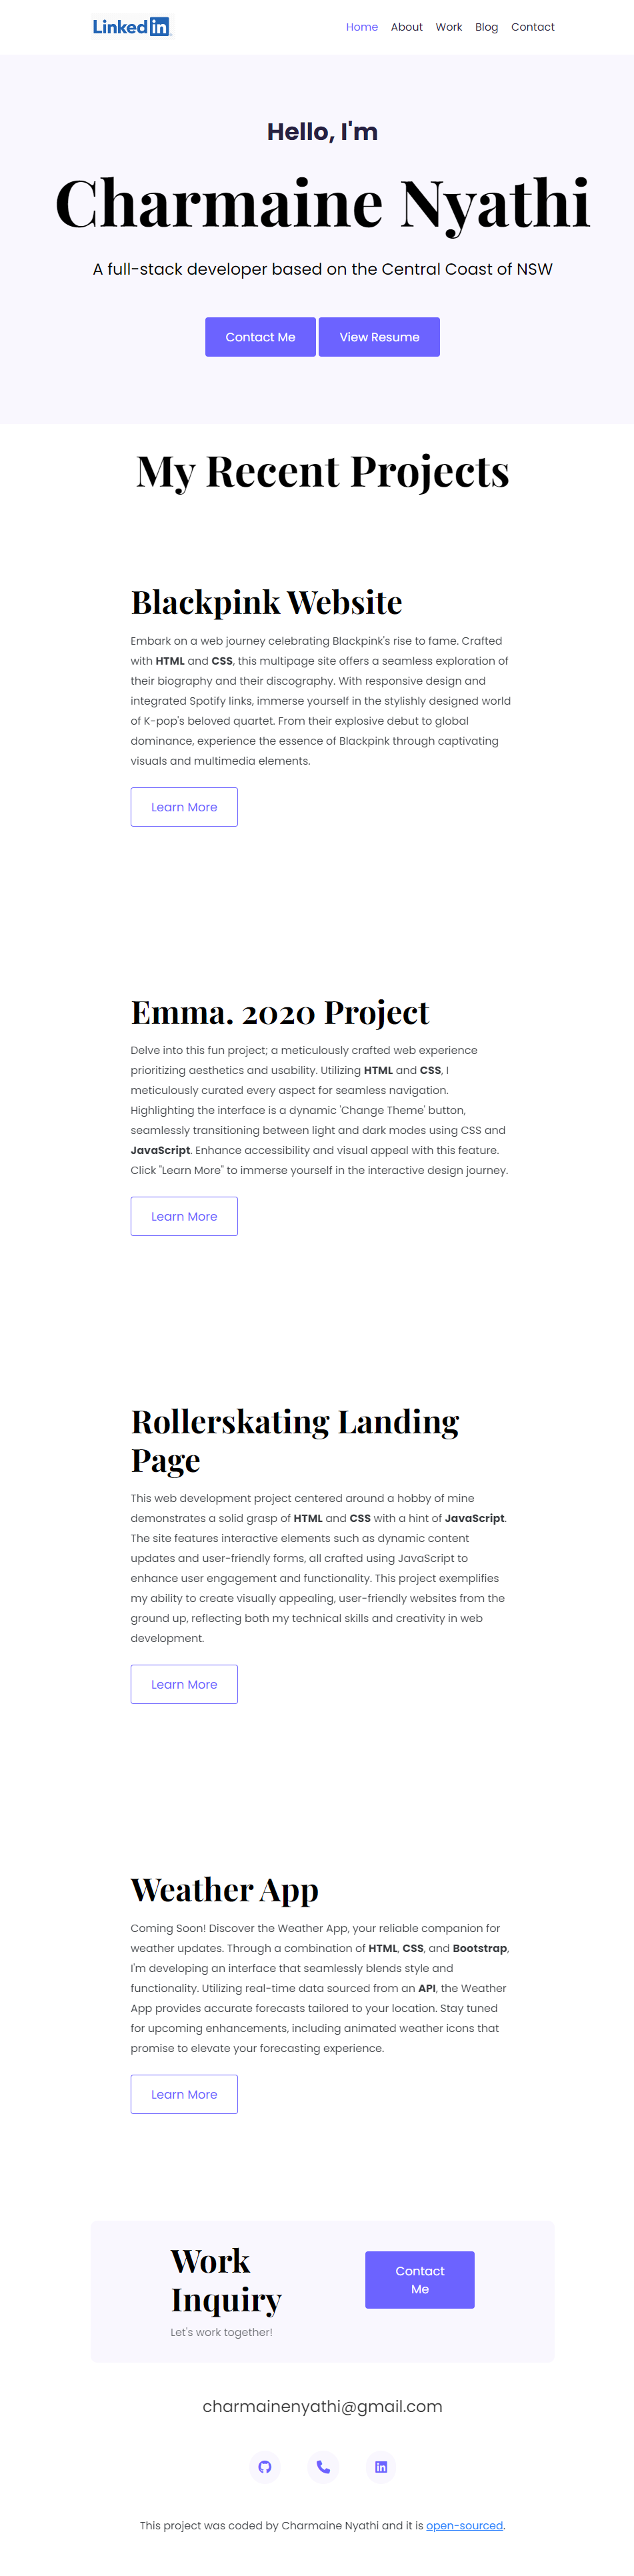 LinkedIn
Home About Work Blog Contact
Hello, I'm
Charmaine Nyathi
A full-stack developer based on the Central Coast of NSW
Contact Me View Resume
My Recent Projects
Blackpink Website
Embark on a web journey celebrating Blackpink's rise to fame. Crafted
with HTML and CSS, this multipage site offers a seamless exploration of
their biography and their discography. With responsive design and
integrated Spotify links, immerse yourself in the stylishly designed world
of K-pop's beloved quartet. From their explosive debut to global
dominance, experience the essence of Blackpink through captivating
visuals and multimedia elements.
Learn More
Emma. 2020 Project
Delve into this fun project; a meticulously crafted web experience
prioritizing aesthetics and usability. Utilizing HTML and CSS, I
meticulously curated every aspect for seamless navigation.
Highlighting the interface is a dynamic 'Change Theme' button,
seamlessly transitioning between light and dark modes using CSS and
JavaScript. Enhance accessibility and visual appeal with this feature.
Click "Learn More" to immerse yourself in the interactive design journey.
Learn More
Rollerskating Landing
Page
This web development project centered around a hobby of mine
demonstrates a solid grasp of HTML and CSS with a hint of JavaScript.
The site features interactive elements such as dynamic content
updates and user-friendly forms, all crafted using JavaScript to
enhance user engagement and functionality. This project exemplifies
my ability to create visually appealing, user-friendly websites from the
ground up, reflecting both my technical skills and creativity in web
development.
Learn More
Weather App
Coming Soon! Discover the Weather App, your reliable companion for
weather updates. Through a combination of HTML, CSS, and Bootstrap,
I'm developing an interface that seamlessly blends style and
functionality. Utilizing real-time data sourced from an API, the Weather
App provides accurate forecasts tailored to your location. Stay tuned
for upcoming enhancements, including animated weather icons that
promise to elevate your forecasting experience.
Learn More
Work
Inquiry
Let's work together!
Contact
Me
charmainenyathi@gmail.com
This project was coded by Charmaine Nyathi and it is open-sourced.